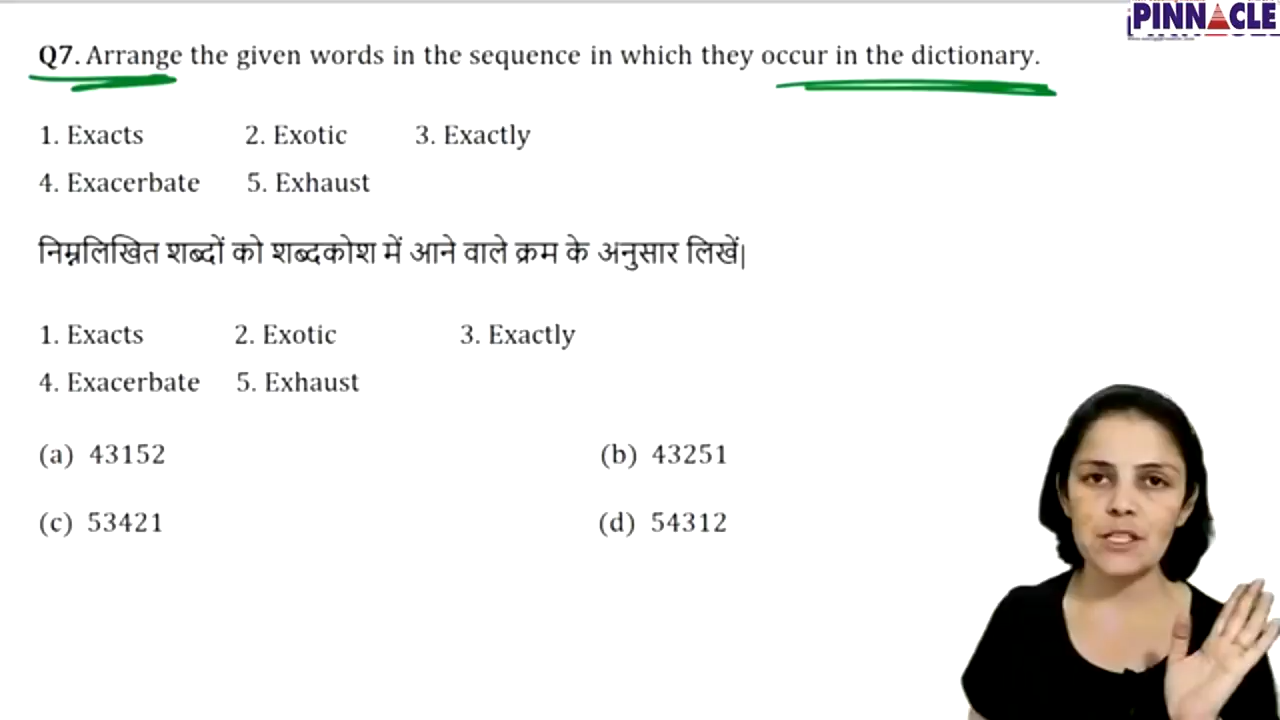 PINNACLE
Q7. Arrange the given words in the sequence in which they occur in the dictionary.
1. Exacts 2. Exotic 3. Exactly
4. Exacerbate 5. Exhaust
निम्नलिखित शब्दों को शब्दकोश में आने वाले क्रम के अनुसार लिखें|
1. Exacts 2. Exotic 3. Exactly
4. Exacerbate 5. Exhaust
(a) 43152 (b) 43251
(c) 53421 (d) 54312